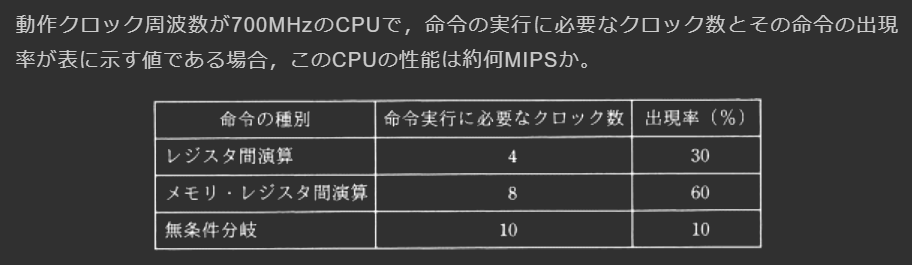 動作クロック周波数が700MHzのCPUで，命令の実行に必要なクロック数とその命令の出現
率が表に示す値である場合，このCPUの性能は約何MIPSか。
命令の種別 命令実行に必要なクロック数 出現率（％）
レジスタ間演算 4 30
メモリ・レジスタ間演算 8 60
無条件分岐 10 10